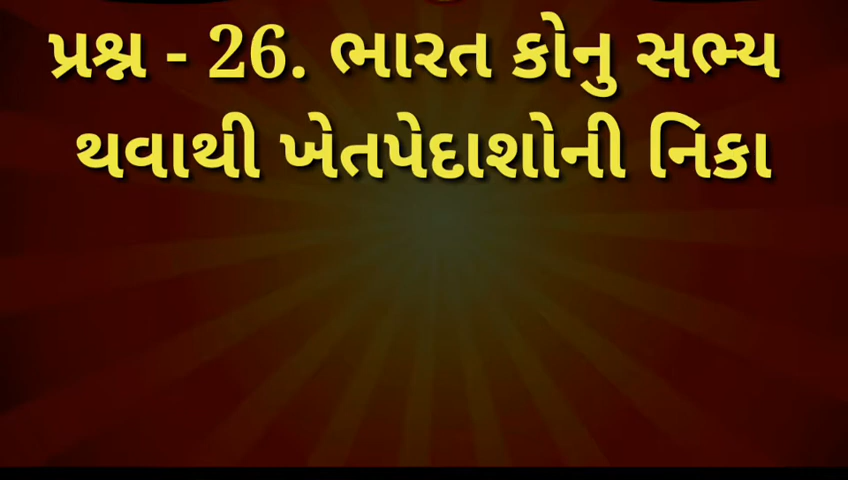 પ્રશ્ન - 26. ભારત કોનુ સભ્ય
થવાથી ખેતપેદાશોની નિકા